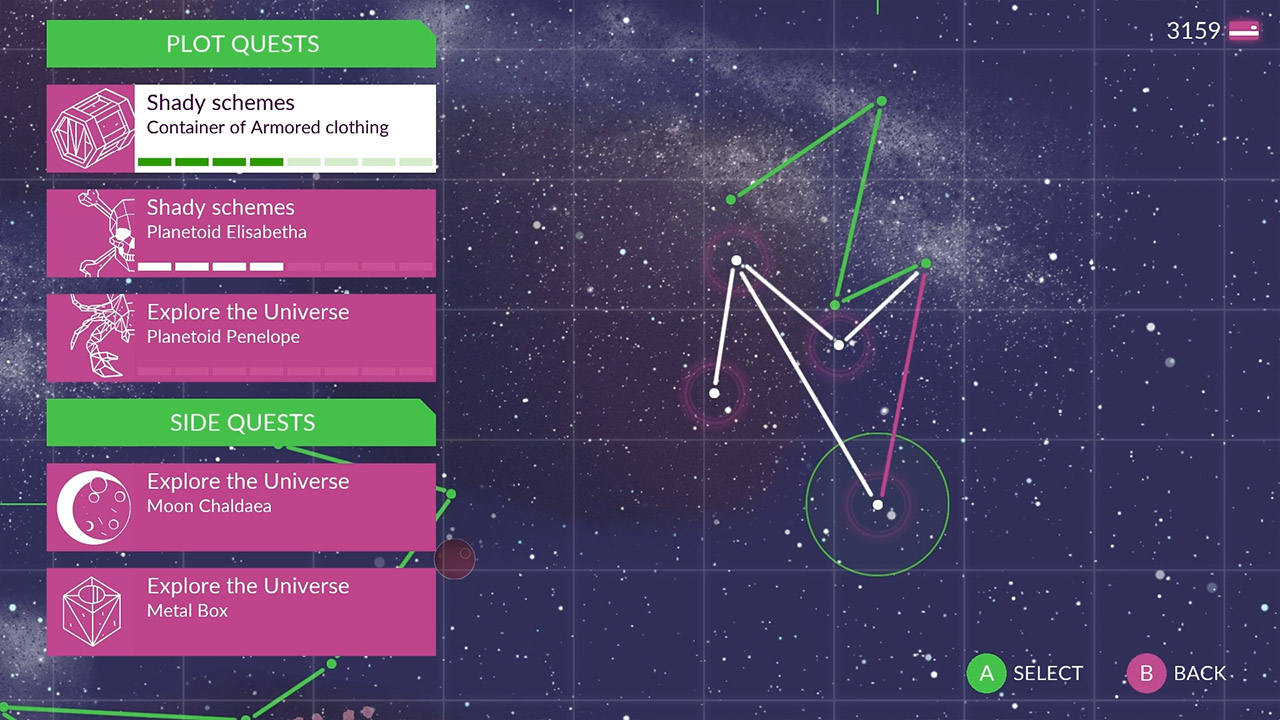 PLOT QUESTS
3159
Shady schemes
Container of Armored clothing
Shady schemes
Planetoid Elisabetha
Explore the Universe
Planetoid Penelope
SIDE QUESTS
Explore the Universe
Moon Chaldaea
Explore the Universe
Metal Box
A SELECT
B BACK